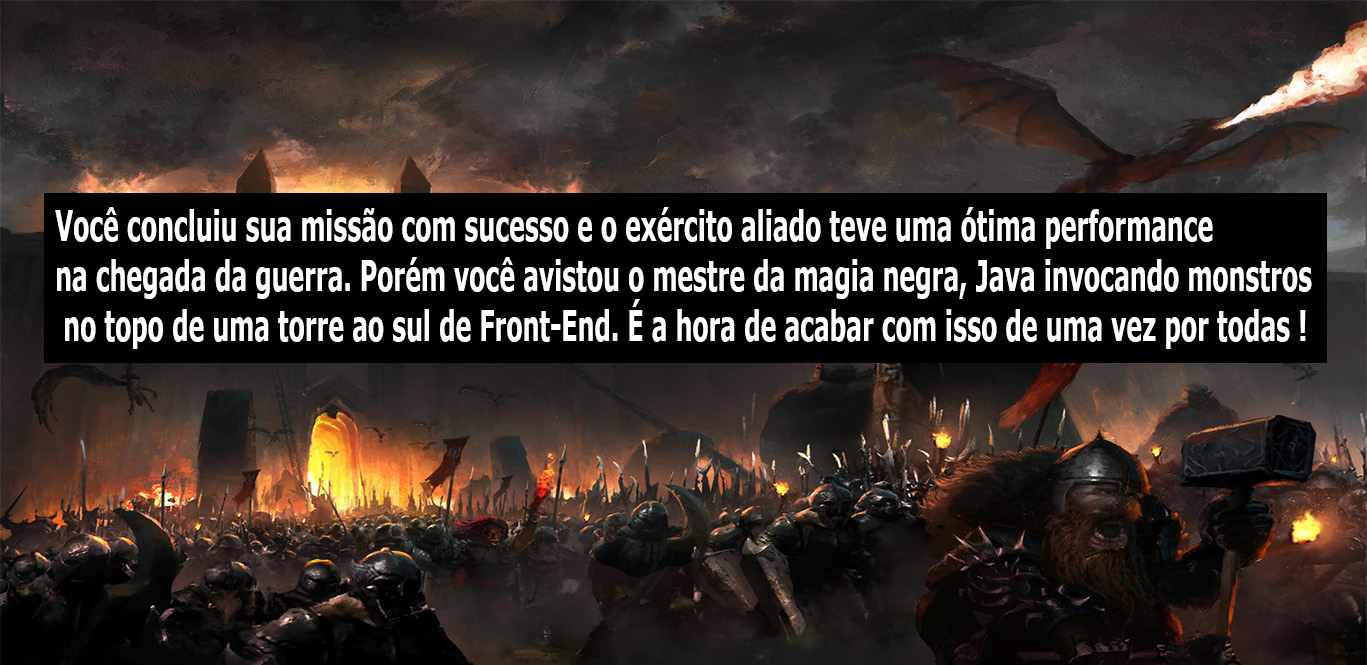 Você concluiu sua missão com sucesso e o exército aliado teve uma ótima performance
na chegada da guerra. Porém você avistou o mestre da magia negra, Java invocando monstros
no topo de uma torre ao sul de Front-End. É a hora de acabar com isso de uma vez por todas !